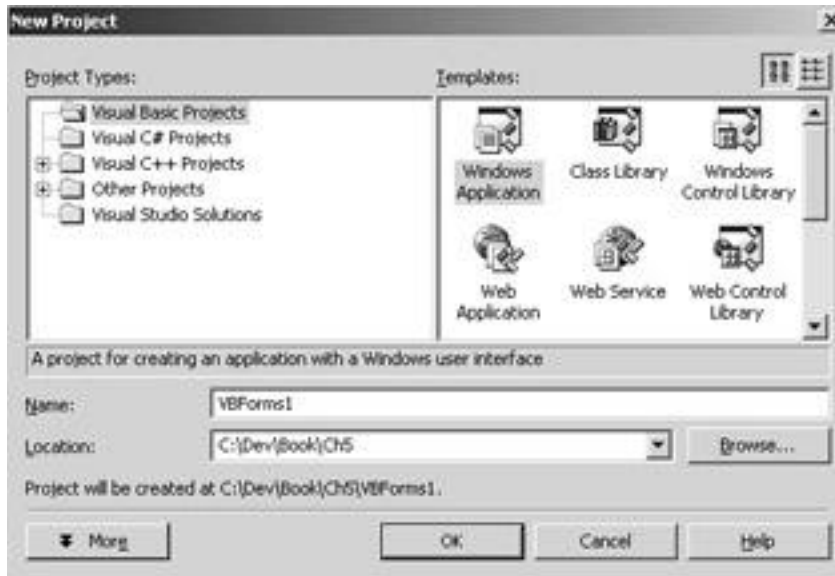 New Project
Project Types:
Templates:
Visual Basic Projects
Visual C# Projects
Visual C++ Projects
Other Projects
Visual Studio Solutions
Windows
Application
Class Library
Windows
Control Library
Web
Application
Web Service
Web Control
Library
A project for creating an application with a Windows user interface
Name:
VBForms1
Location:
C:\Dev\Book\Ch5
Browse...
Project will be created at C:\Dev\Book\Ch5\VBForms1.
More
OK
Cancel
Help